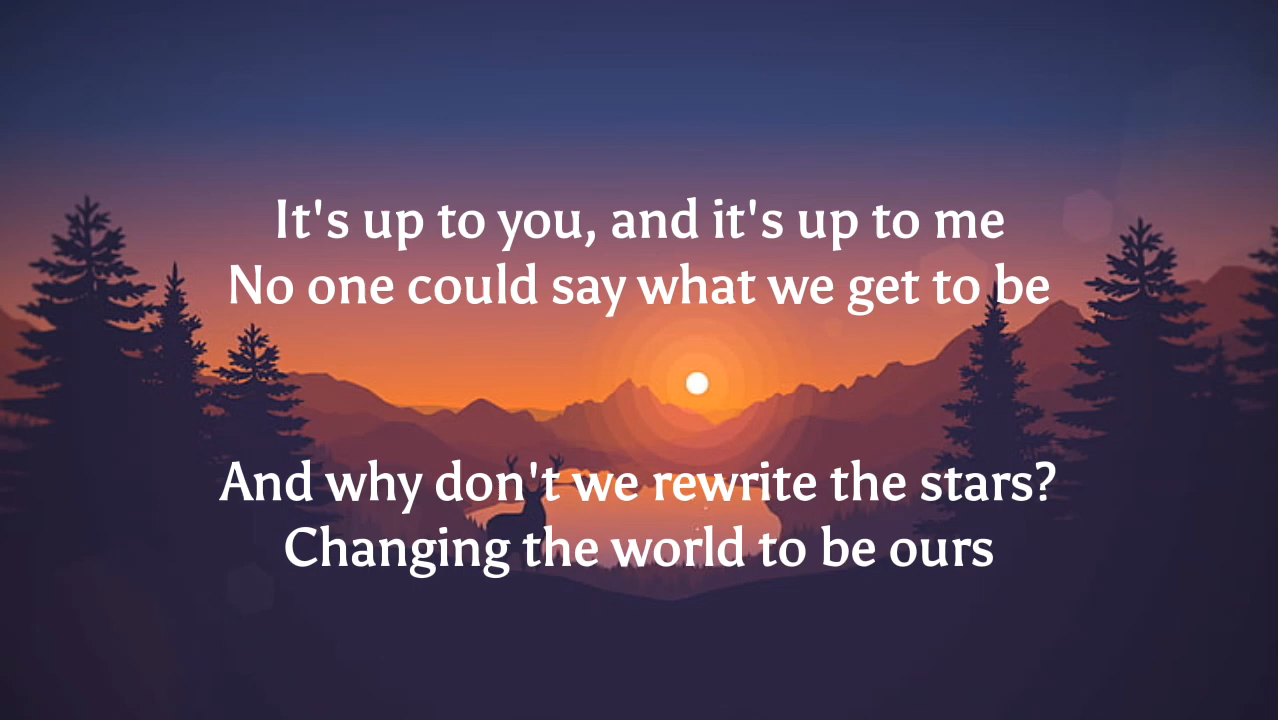 It's up to you, and it's up to me
No one could say what we get to be
And why don't we rewrite the stars?
Changing the world to be ours